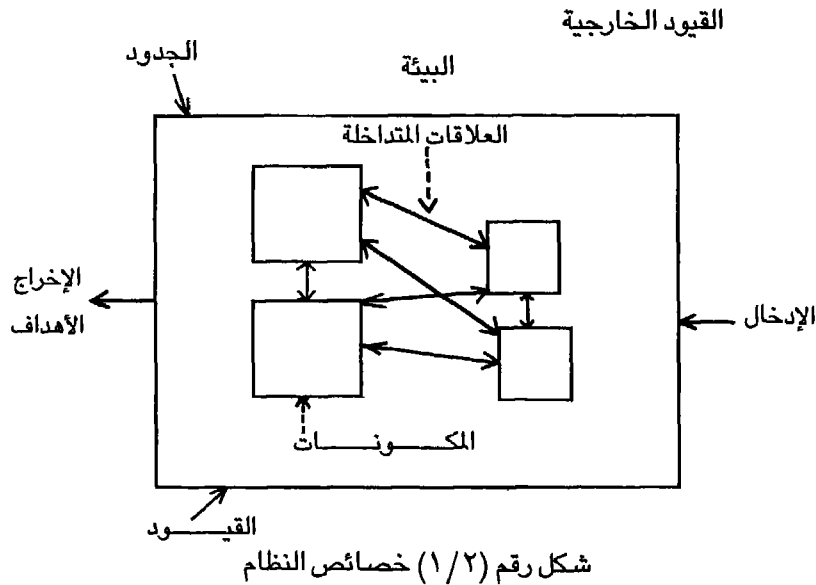 القيود الخارجية
الجدود
البيئة
العلاقات المتداخلة
الإخراج
الأهداف
الإدخال
المكـــونـــات
القيـــود
شكل رقم (١/٢) خصائص النظام